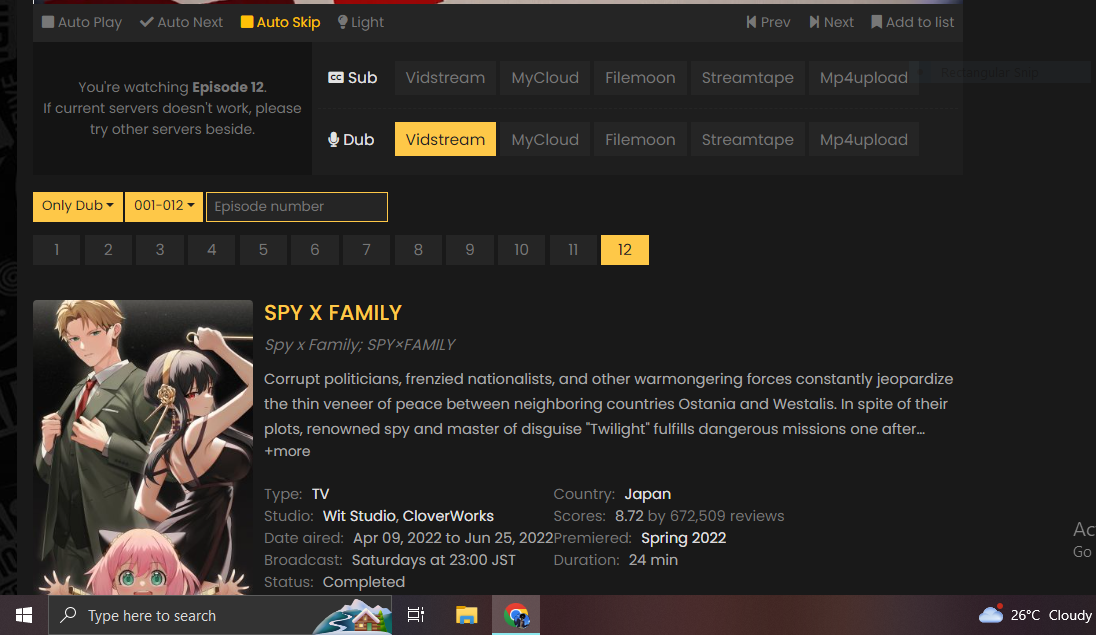 Auto Play Auto Next Auto Skip Light Prev Next Add to list
You're watching Episode 12.
If current servers doesn't work, please
try other servers beside.
CC Sub Vidstream MyCloud Filemoon Streamtape Mp4upload
Rectangular Snip
Dub Vidstream MyCloud Filemoon Streamtape Mp4upload
Only Dub 001-012 Episode number
1 2 3 4 5 6 7 8 9 10 11 12
SPY X FAMILY
Spy x Family; SPY×FAMILY
Corrupt politicians, frenzied nationalists, and other warmongering forces constantly jeopardize
the thin veneer of peace between neighboring countries Ostania and Westalis. In spite of their
plots, renowned spy and master of disguise "Twilight" fulfills dangerous missions one after...
+more
Type: TV Country: Japan
Studio: Wit Studio, CloverWorks Scores: 8.72 by 672,509 reviews
Date aired: Apr 09, 2022 to Jun 25, 2022 Premiered: Spring 2022
Broadcast: Saturdays at 23:00 JST Duration: 24 min
Status: Completed
Ac
Go
Type here to search 26°C Cloudy